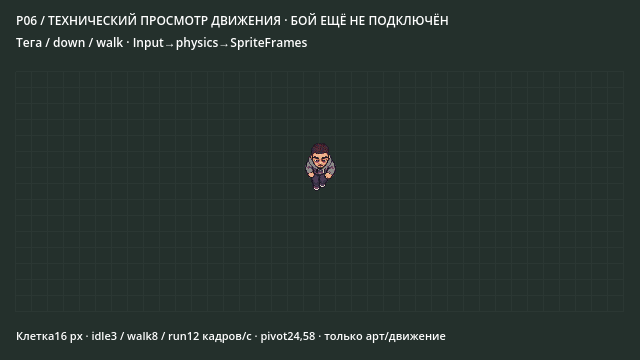 P06 / ТЕХНИЧЕСКИЙ ПРОСМОТР ДВИЖЕНИЯ · БОЙ ЕЩЁ НЕ ПОДКЛЮЧЁН
Тега / down / walk · Input→physics→SpriteFrames
Клетка16 px · idle3 / walk8 / run12 кадров/с · pivot24,58 · только арт/движение